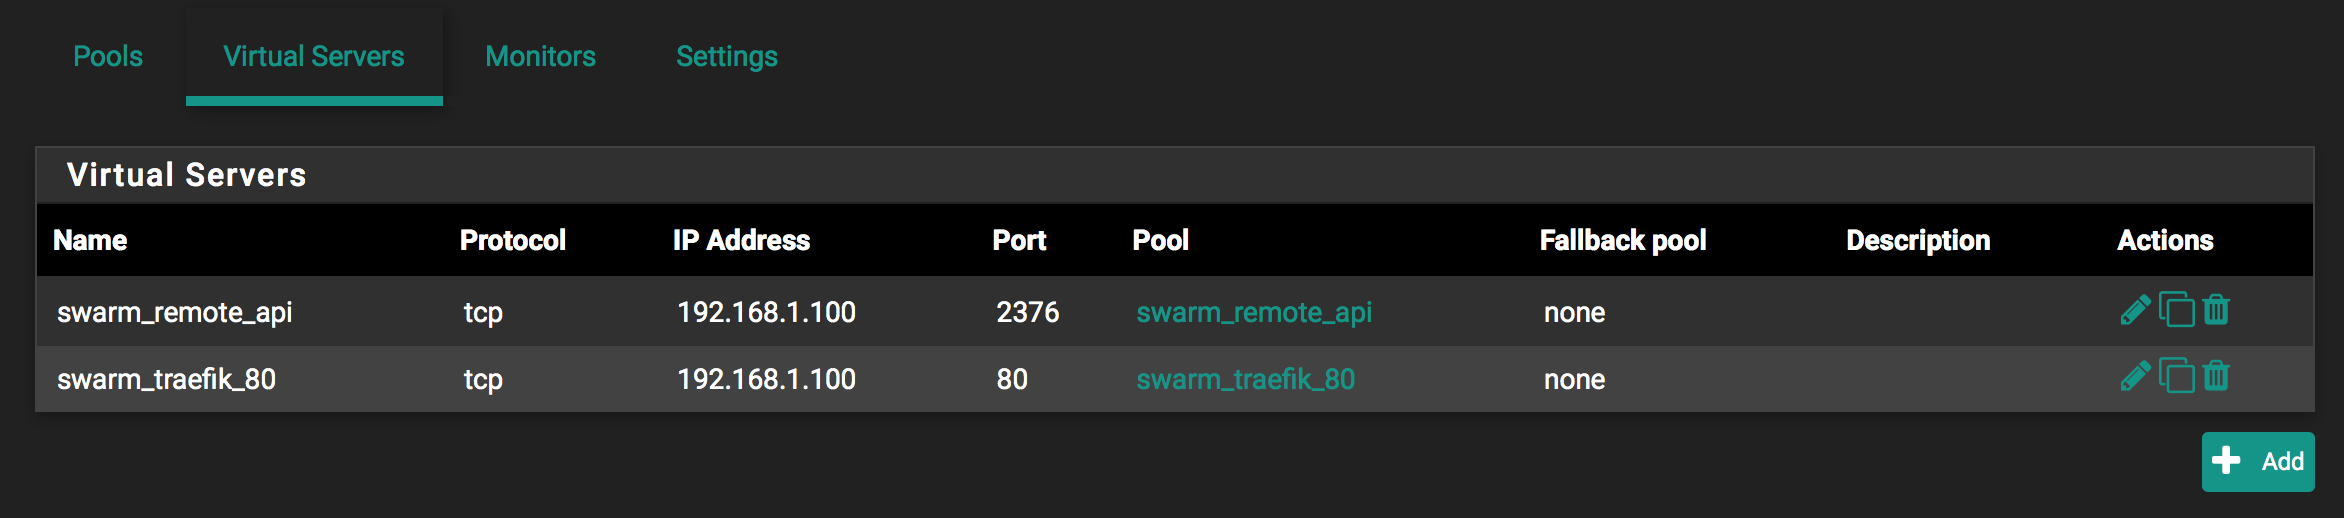 Pools Virtual Servers Monitors Settings
Virtual Servers
Name Protocol IP Address Port Pool Fallback pool Description Actions
swarm_remote_api tcp 192.168.1.100 2376 swarm_remote_api none
swarm_traefik_80 tcp 192.168.1.100 80 swarm_traefik_80 none
Add